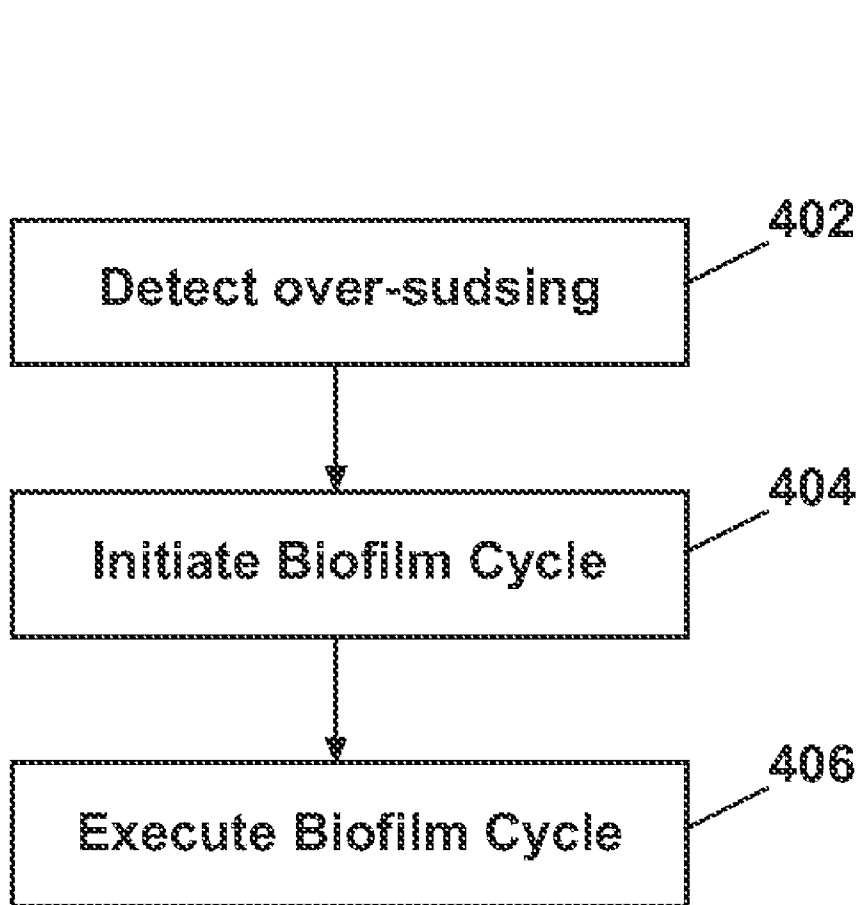 402
Detect over-sudsing
404
Initiate Biofilm Cycle
406
Execute Biofilm Cycle